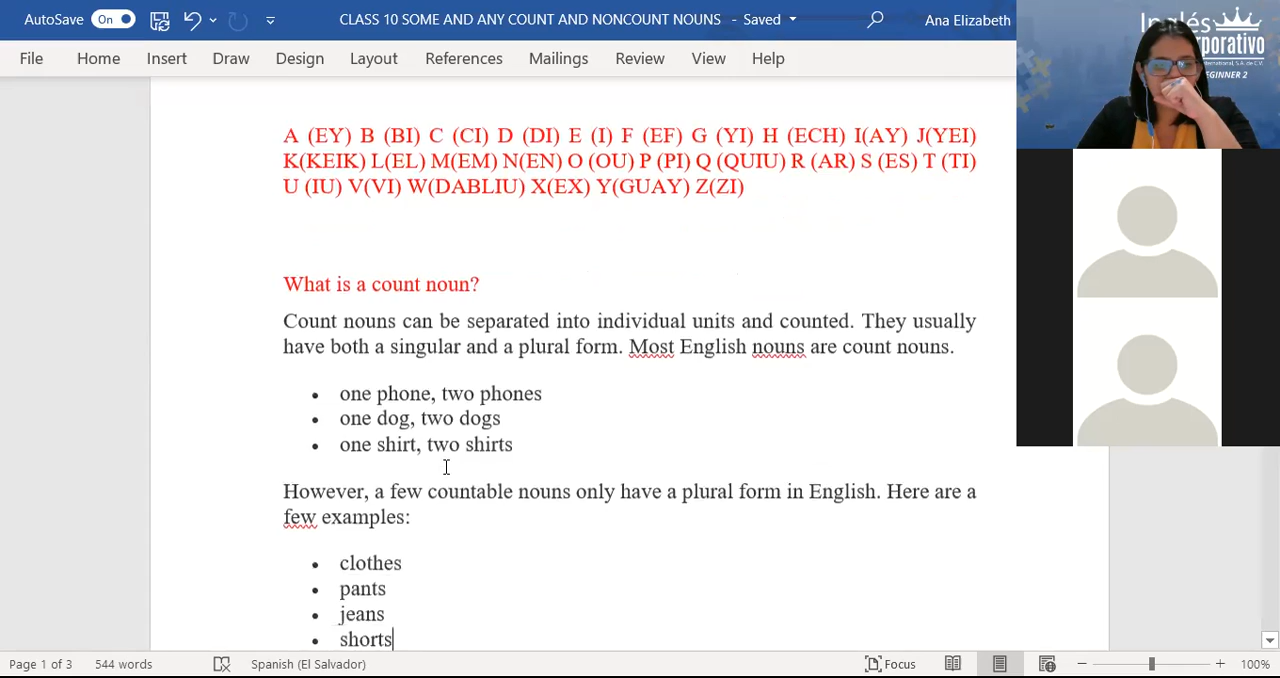 AutoSave On CLASS 10 SOME AND ANY COUNT AND NONCOUNT NOUNS - Saved Ana Elizabeth
File Home Insert Draw Design Layout References Mailings Review View Help
Inglés
rporativo
International, S.A. de C.V.
BEGINNER 2
A (EY) B (BI) C (CI) D (DI) E (I) F (EF) G (YI) H (ECH) I(AY) J(YEI)
K(KEIK) L(EL) M(EM) N(EN) O (OU) P (PI) Q (QUIU) R (AR) S (ES) T (TI)
U (IU) V(VI) W(DABLIU) X(EX) Y(GUAY) Z(ZI)
What is a count noun?
Count nouns can be separated into individual units and counted. They usually
have both a singular and a plural form. Most English nouns are count nouns.
• one phone, two phones
• one dog, two dogs
• one shirt, two shirts
However, a few countable nouns only have a plural form in English. Here are a
few examples:
• clothes
• pants
• jeans
• shorts
Page 1 of 3 544 words Spanish (El Salvador) Focus 100%